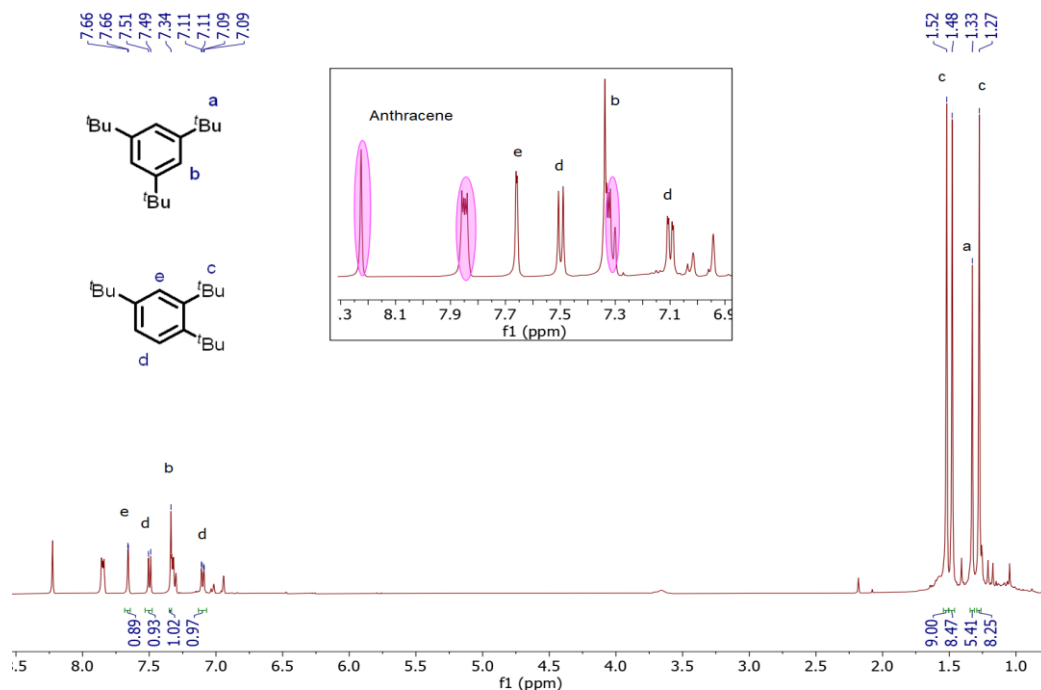 7.66
7.66
7.51
7.49
7.34
7.11
7.11
7.09
7.09
1.52
1.48
1.33
1.27
a
tBu
tBu
b
tBu
Anthracene
b
e
d
d
.3 8.1 7.9 7.7 7.5 7.3 7.1 6.9
f1 (ppm)
c
c
a
e
c
tBu
tBu
tBu
d
b
e
d
d
0.89
0.93
1.02
0.97
9.00
8.47
5.41
8.25
.5 8.0 7.5 7.0 6.5 6.0 5.5 5.0 4.5 4.0 3.5 3.0 2.5 2.0 1.5 1.0
f1 (ppm)